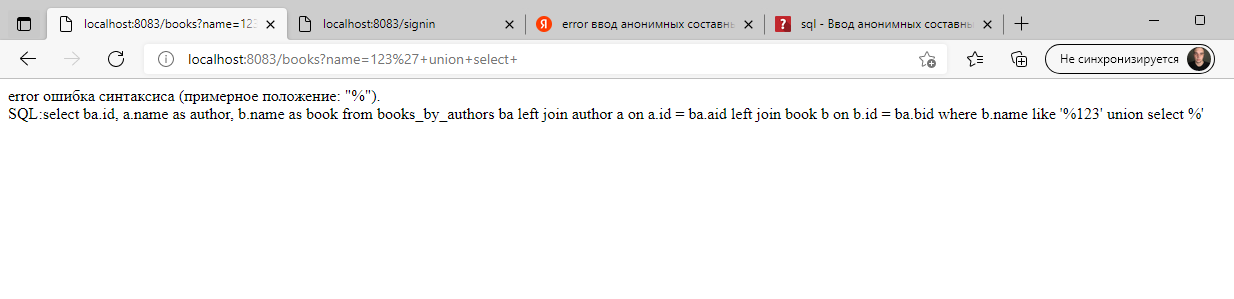 localhost:8083/books?name=123
localhost:8083/signin
error ввод анонимных составны
sql - Ввод анонимных составны
localhost:8083/books?name=123%27+union+select+
Не синхронизируется
error ошибка синтаксиса (примерное положение: "%").
SQL:select ba.id, a.name as author, b.name as book from books_by_authors ba left join author a on a.id = ba.aid left join book b on b.id = ba.bid where b.name like '%123' union select %'